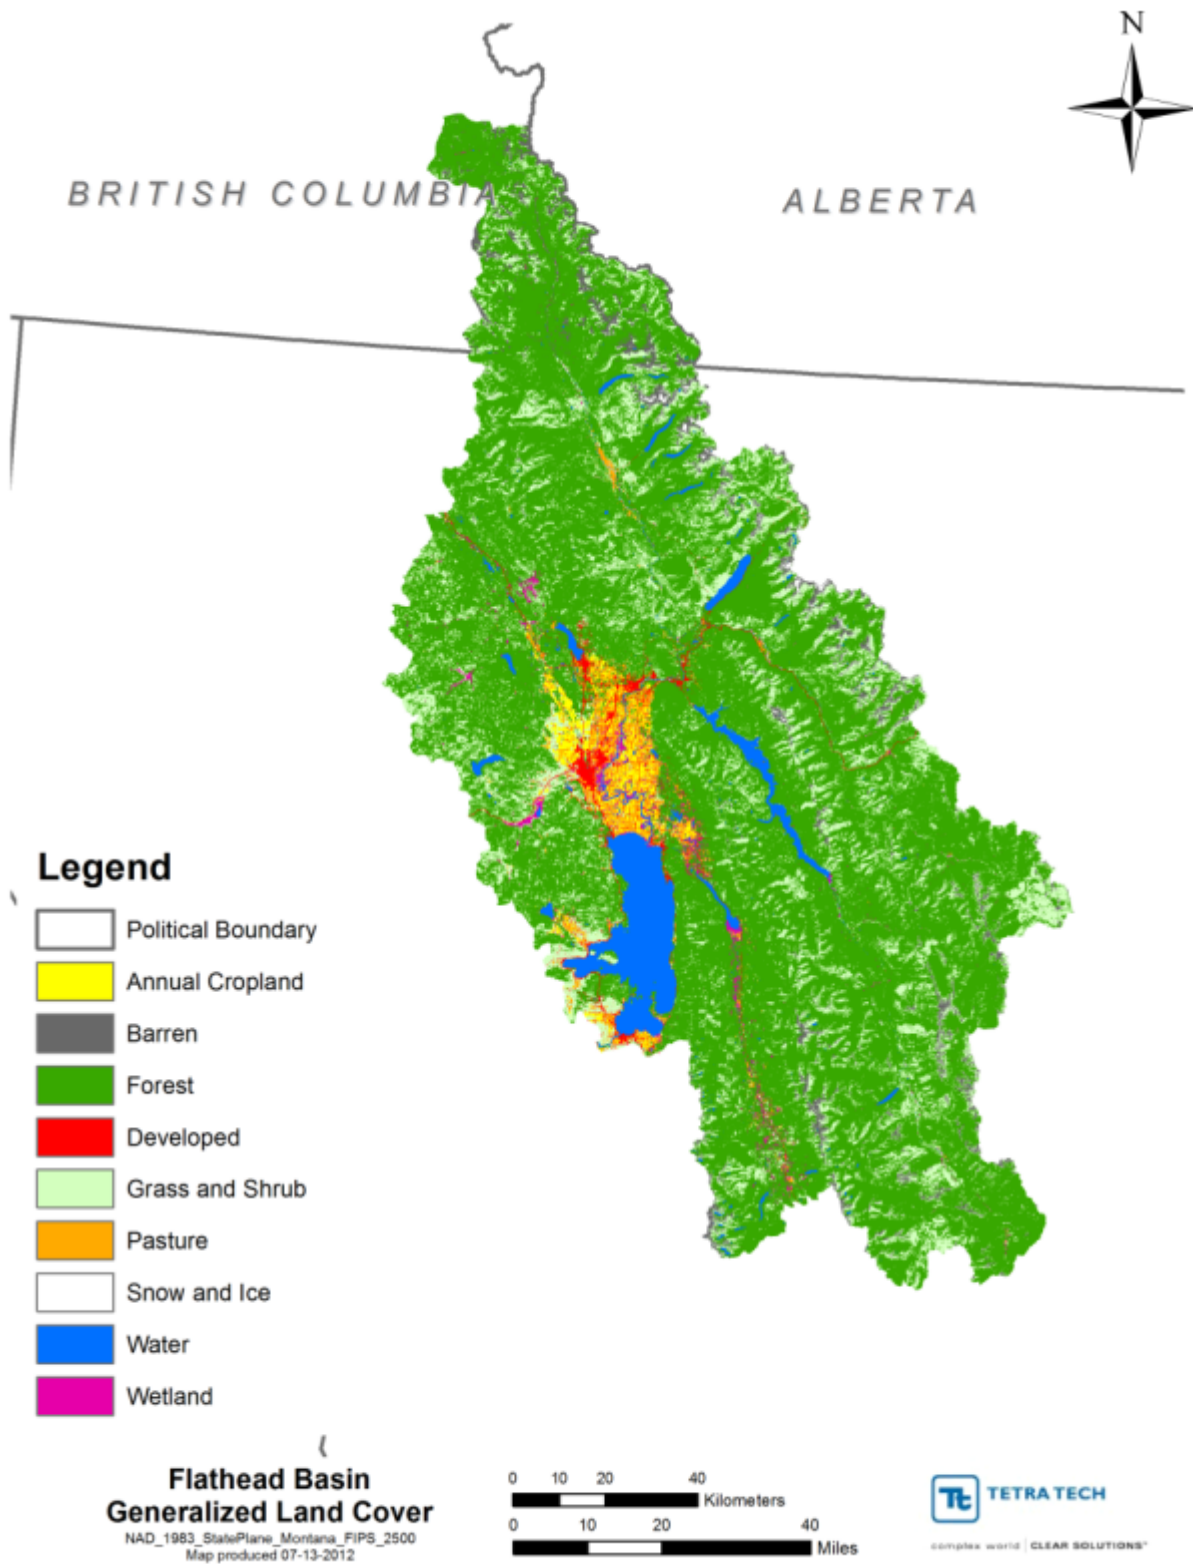 N
BRITISH COLUMBIA
ALBERTA
Legend
Political Boundary
Annual Cropland
Barren
Forest
Developed
Grass and Shrub
Pasture
Snow and Ice
Water
Wetland
Flathead Basin
Generalized Land Cover
NAD_1983_StatePlane_Montana_FIPS_2500
Map produced 07-13-2012
0 10 20 40
Kilometers
0 10 20 40
Miles
Tt TETRA TECH
complex world | CLEAR SOLUTIONS™